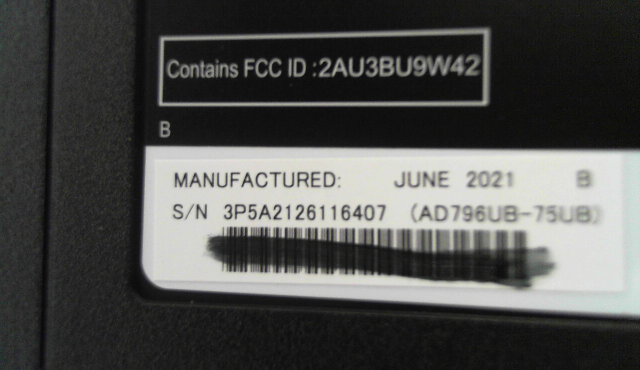 Contains FCC ID :2AU3BU9W42
B
MANUFACTURED: JUNE 2021 B
S/N 3P5A2126116407 (AD796UB-75UB)